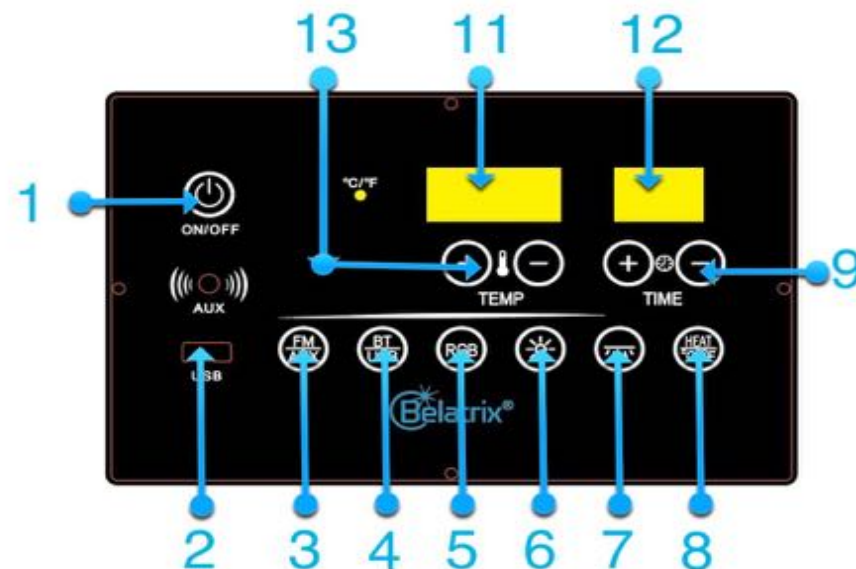 13 11 12
°C/°F
1
ON/OFF
TEMP TIME
9
AUX
FM AUX BT USB RGB HEAT
USB
Belatrix®
2 3 4 5 6 7 8